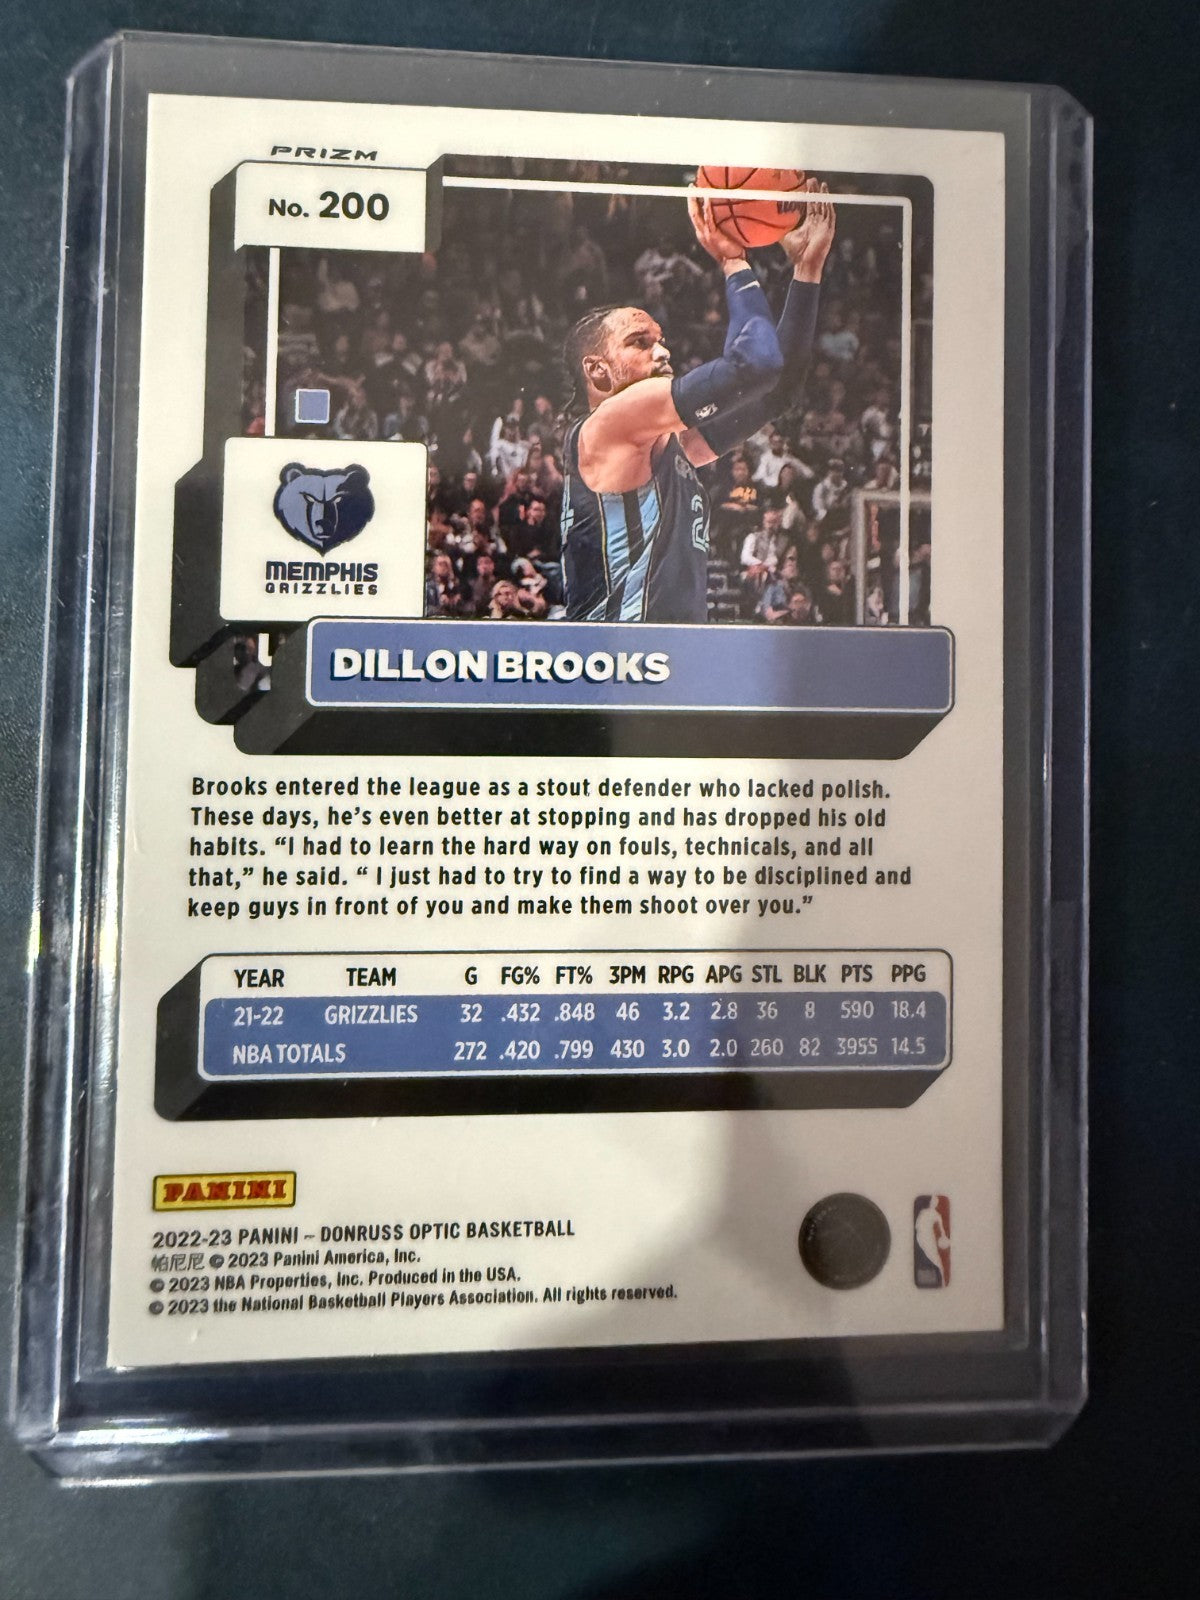 PRIZM
No. 200
MEMPHIS
GRIZZLIES
DILLON BROOKS
Brooks entered the league as a stout defender who lacked polish.
These days, he's even better at stopping and has dropped his old
habits. “I had to learn the hard way on fouls, technicals, and all
that,” he said. “ I just had to try to find a way to be disciplined and
keep guys in front of you and make them shoot over you.”
YEAR TEAM G FG% FT% 3PM RPG APG STL BLK PTS PPG
21-22 GRIZZLIES 32 .432 .848 46 3.2 2.8 36 8 590 18.4
NBA TOTALS 272 .420 .799 430 3.0 2.0 260 82 3955 14.5
PANINI
2022-23 PANINI – DONRUSS OPTIC BASKETBALL
帕尼尼 © 2023 Panini America, Inc.
© 2023 NBA Properties, Inc. Produced in the USA.
© 2023 the National Basketball Players Association. All rights reserved.